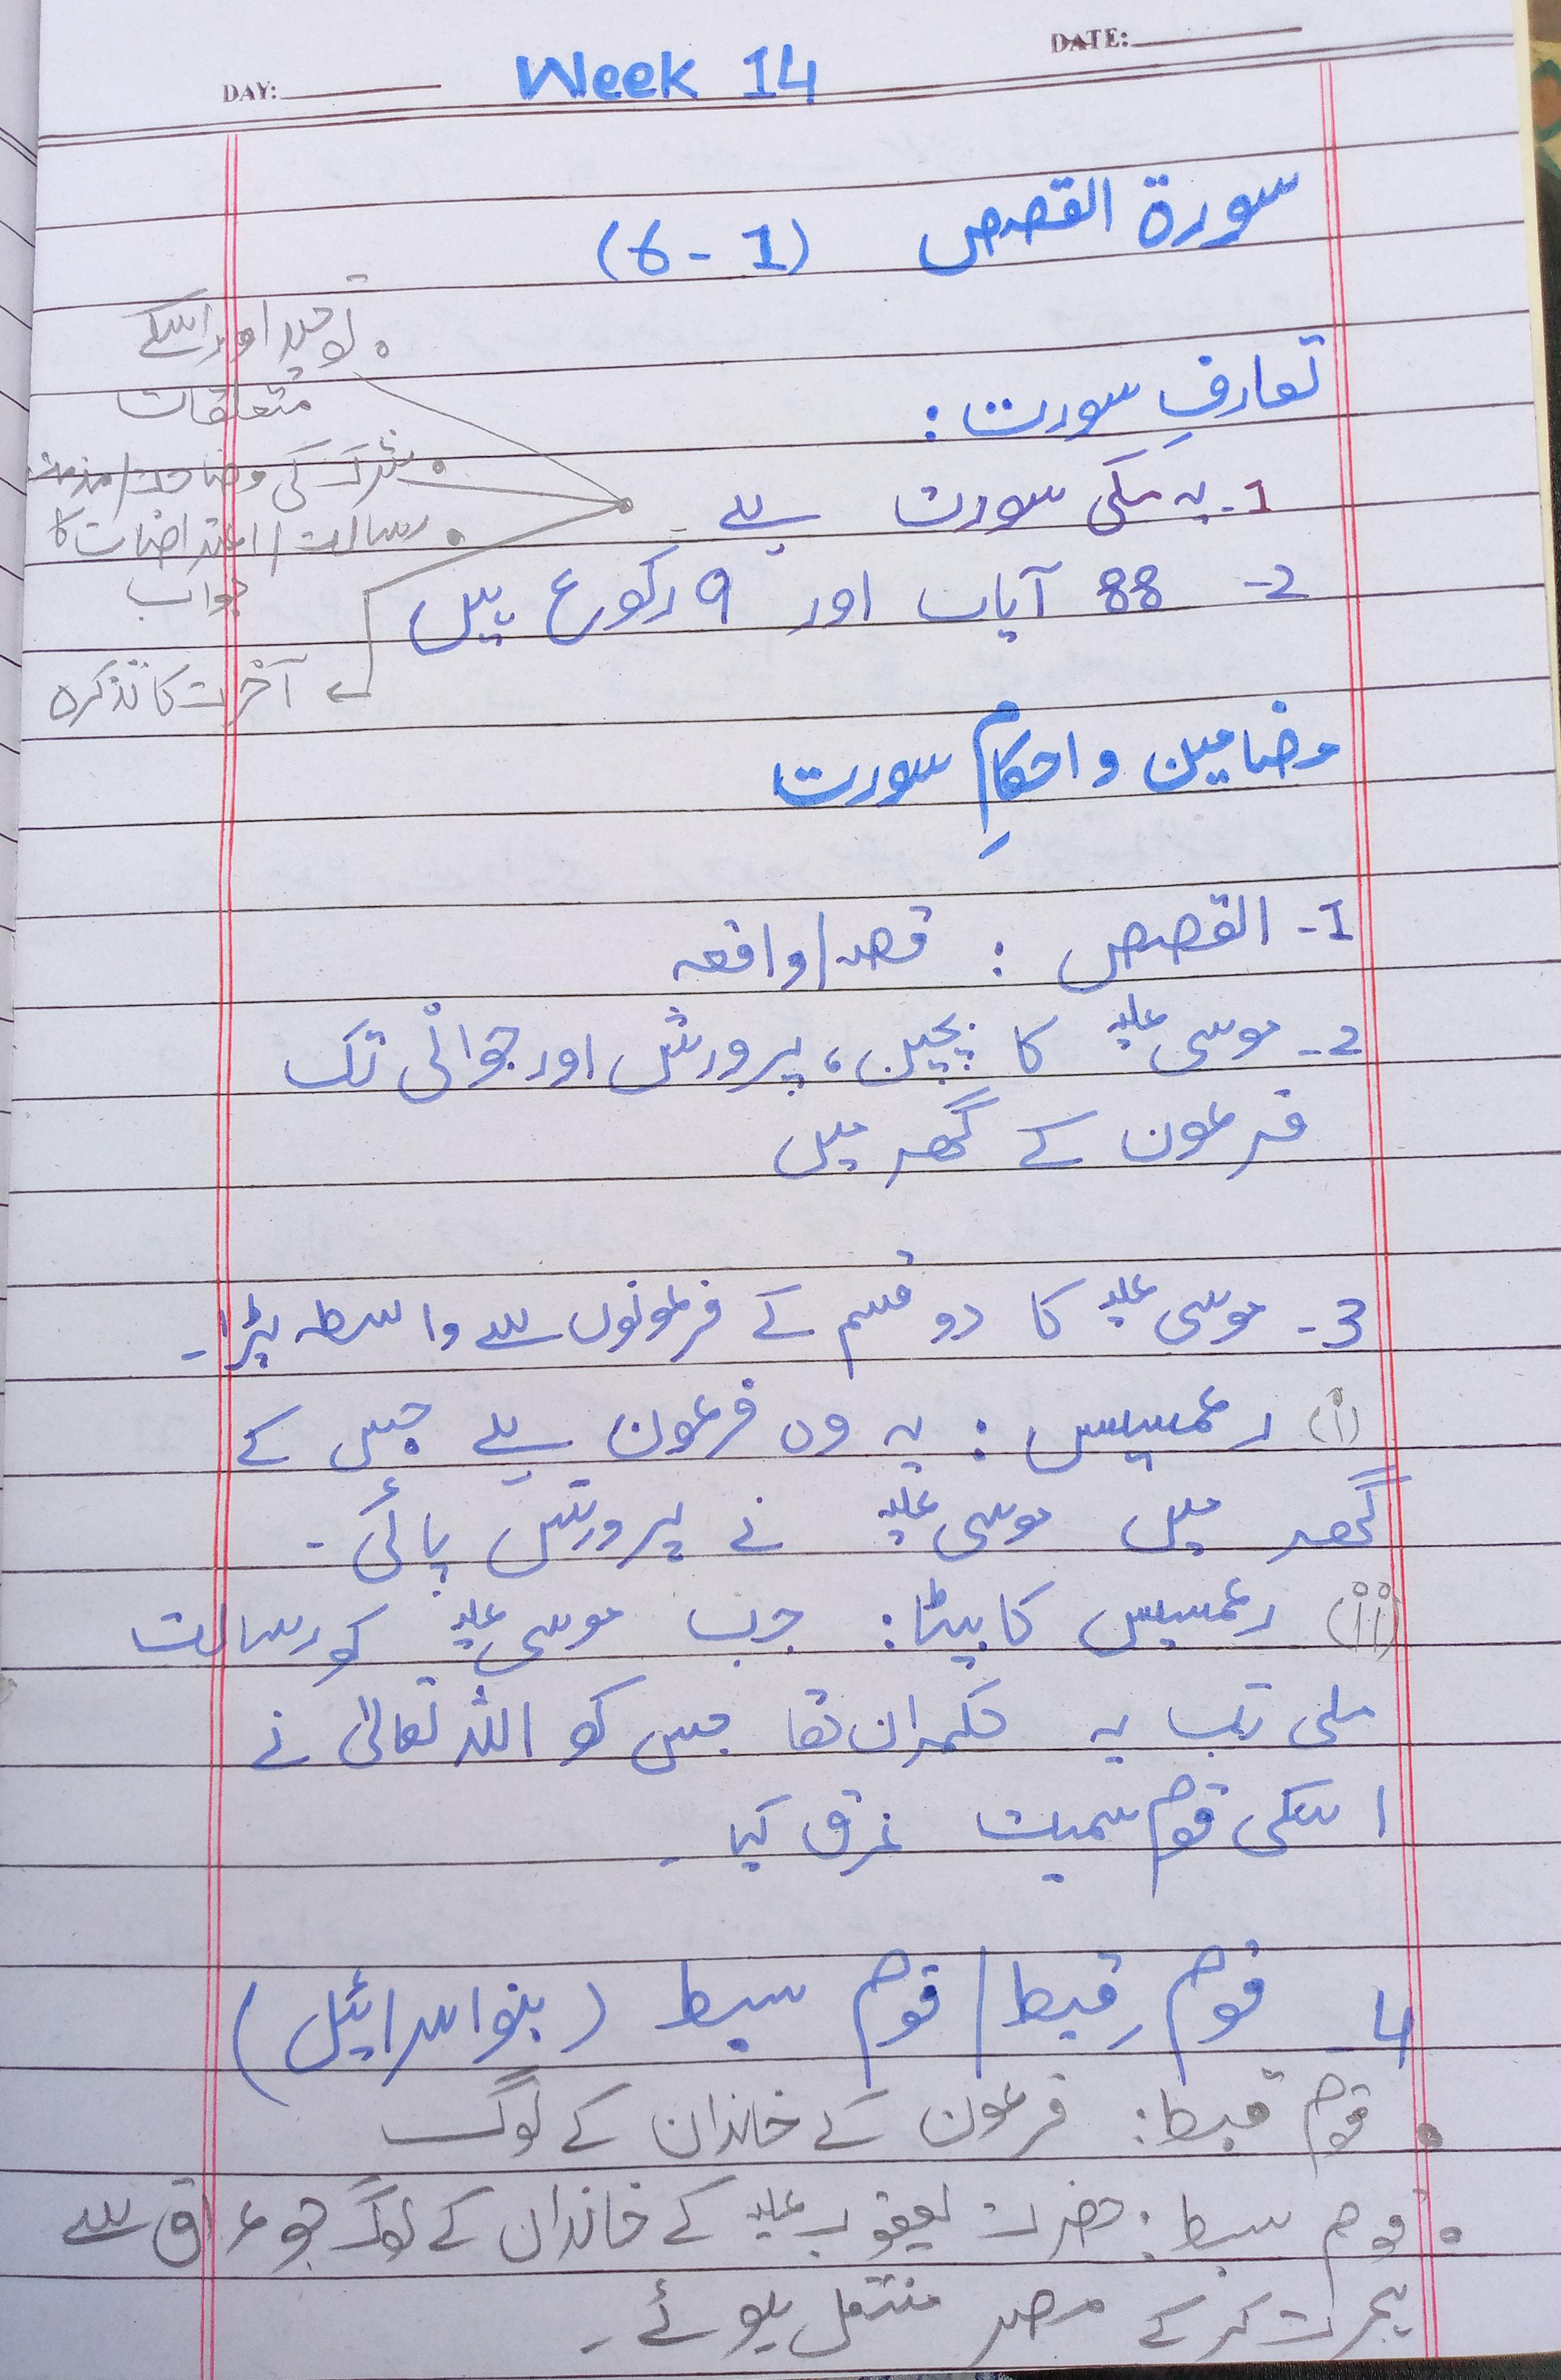 DATE:
DAY:
Week 14
سورۃ القصص (1 - 6)
تعارفِ سورت :
1- یہ مکی سورت ہے -
2- 88 آیات اور 9 رکوع ہیں
توحید اور اسکے
متعلقات
شرک کی وضاحت/مذمت
رسالت/اعتراضات کا
جواب
آخرت کا تذکرہ
مضامین و احکامِ سورت
1- القصص : قصہ/واقعہ
2- موسی علیہ کا بچپن، پرورش اور جوانی تک
فرعون کے گھر میں
3- موسی علیہ کا دو قسم کے فرعونوں سے واسطہ پڑا -
(i) رعمسیس : یہ وہ فرعون ہے جس کے
گھر میں موسی علیہ نے پرورش پائی -
(ii) رعمسیس کا بیٹا : جب موسی علیہ کو رسالت
ملی تب یہ حکمران تھا جس کو اللہ تعالیٰ نے
اسکی قوم سمیت غرق کیا -
4- قومِ قبط / قوم سبط (بنو اسرائیل)
• قوم قبط : فرعون کے خاندان کے لوگ
• قوم سبط : حضرت یعقوب علیہ کے خاندان کے لوگ جو عراق سے
ہجرت کر کے مصر منتقل ہوئے -